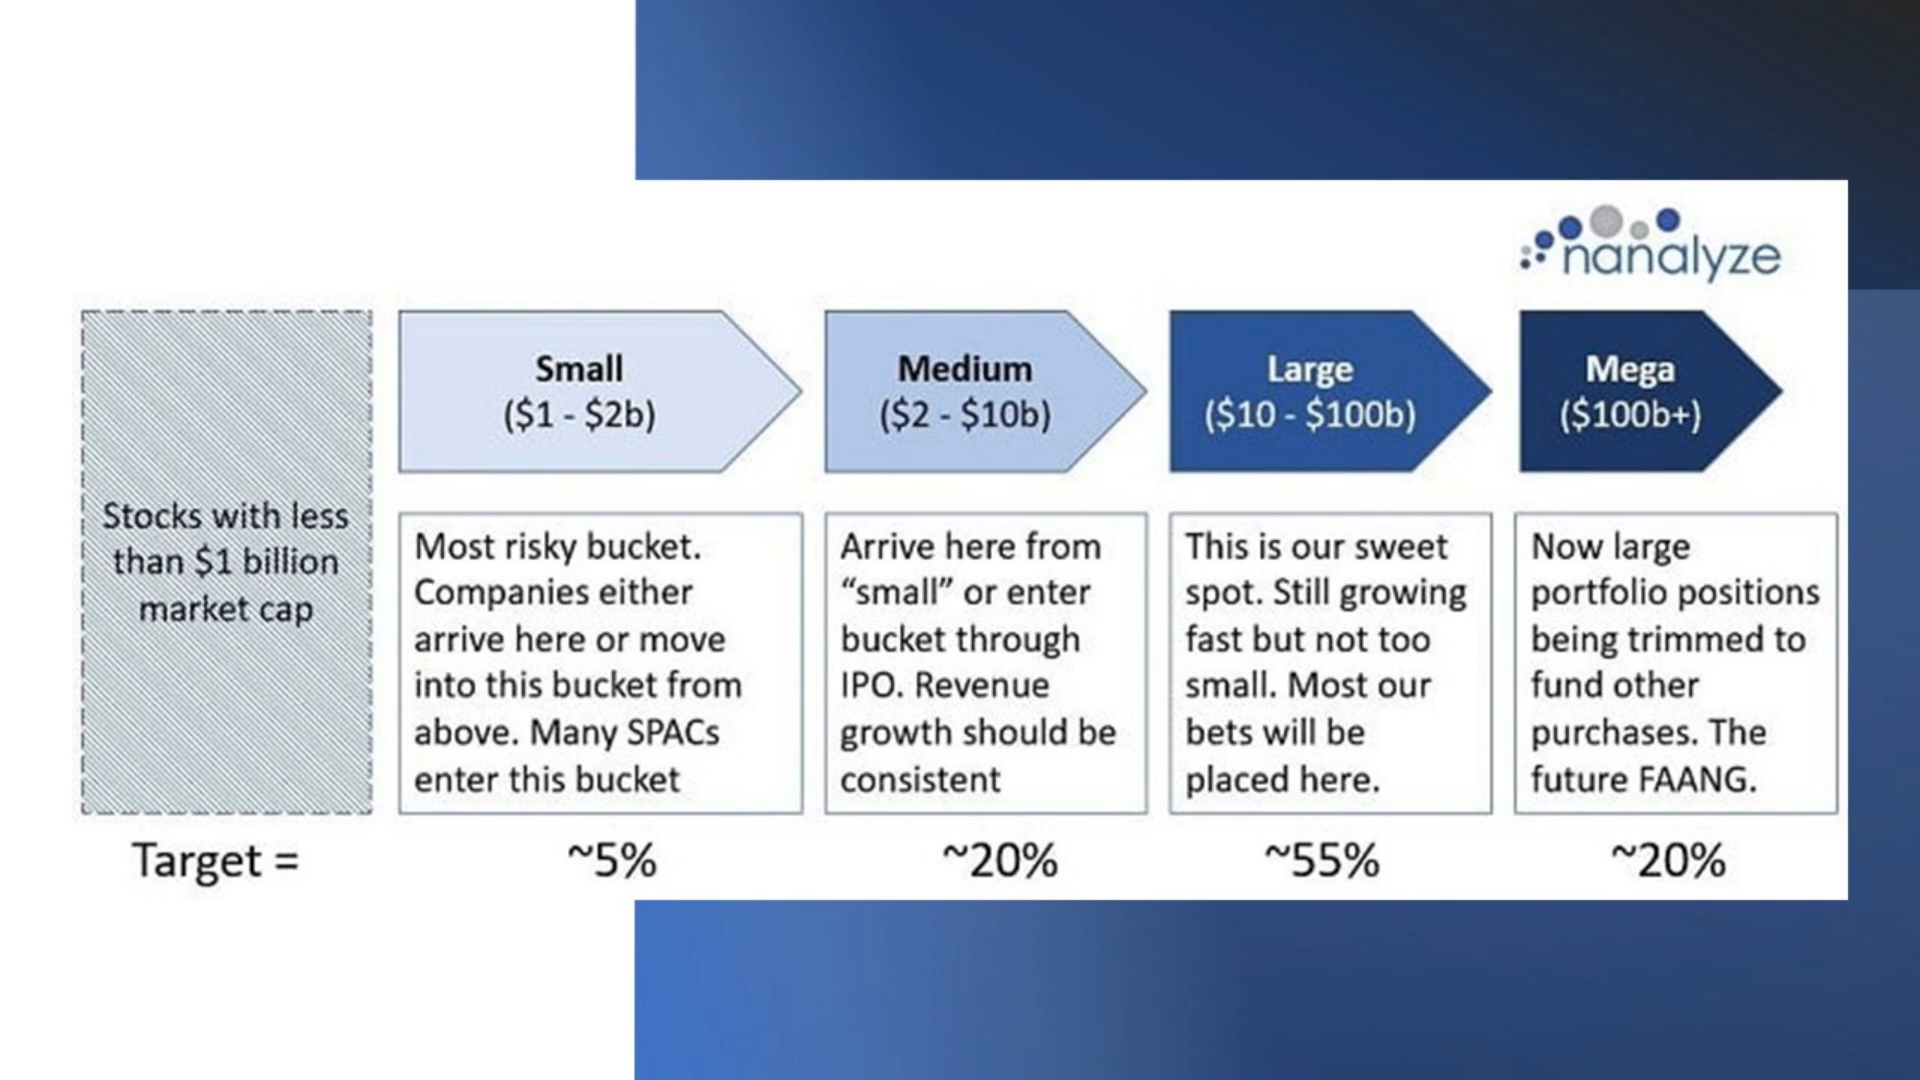 nanalyze
Stocks with less
than $1 billion
market cap
Small
($1 - $2b)
Medium
($2 - $10b)
Large
($10 - $100b)
Mega
($100b+)
Most risky bucket.
Companies either
arrive here or move
into this bucket from
above. Many SPACs
enter this bucket
Arrive here from
“small” or enter
bucket through
IPO. Revenue
growth should be
consistent
This is our sweet
spot. Still growing
fast but not too
small. Most our
bets will be
placed here.
Now large
portfolio positions
being trimmed to
fund other
purchases. The
future FAANG.
Target = ~5% ~20% ~55% ~20%